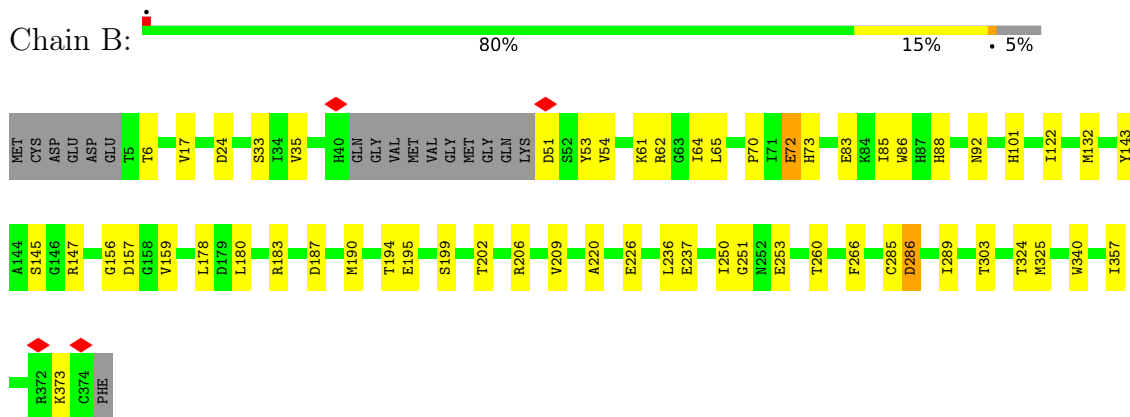 Chain B:
80% 15% • 5%
MET CYS ASP GLU ASP GLU T5 T6 V17 D24 S33 I34 V35 H40 GLN GLY VAL MET VAL GLY MET GLY GLN LYS D51 S52 Y53 V54 K61 R62 G63 I64 L65 P70 I71 E72 H73 E83 K84 I85 W86 H87 H88 N92 H101 I122 M132 Y143
A144 S145 G146 R147 G156 D157 G158 V159 L178 D179 L180 R183 D187 M190 T194 E195 S199 T202 R206 V209 A220 E226 L236 E237 I250 G251 N252 E253 T260 F266 C285 D286 I289 T303 T324 M325 W340 I357
R372 K373 C374 PHE